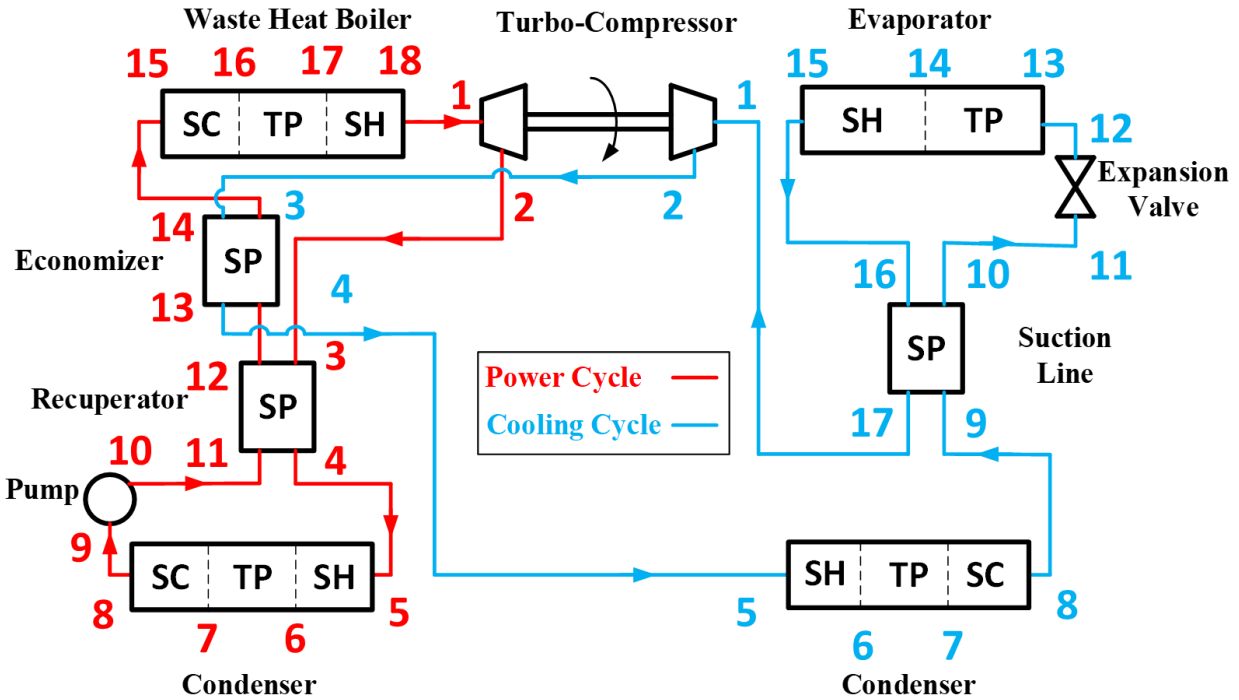 Waste Heat Boiler
Turbo-Compressor
Evaporator
15 16 17 18
1
1
15 14 13
SC TP SH
SH TP
12
Expansion
Valve
3
2
2
14
Economizer
SP
16 10 11
13
4
3
12
SP
Suction
Line
Power Cycle
Cooling Cycle
Recuperator
SP
17 9
10 11 4
Pump
9
SC TP SH
SH TP SC
8 7 6 5
5 6 7 8
Condenser
Condenser